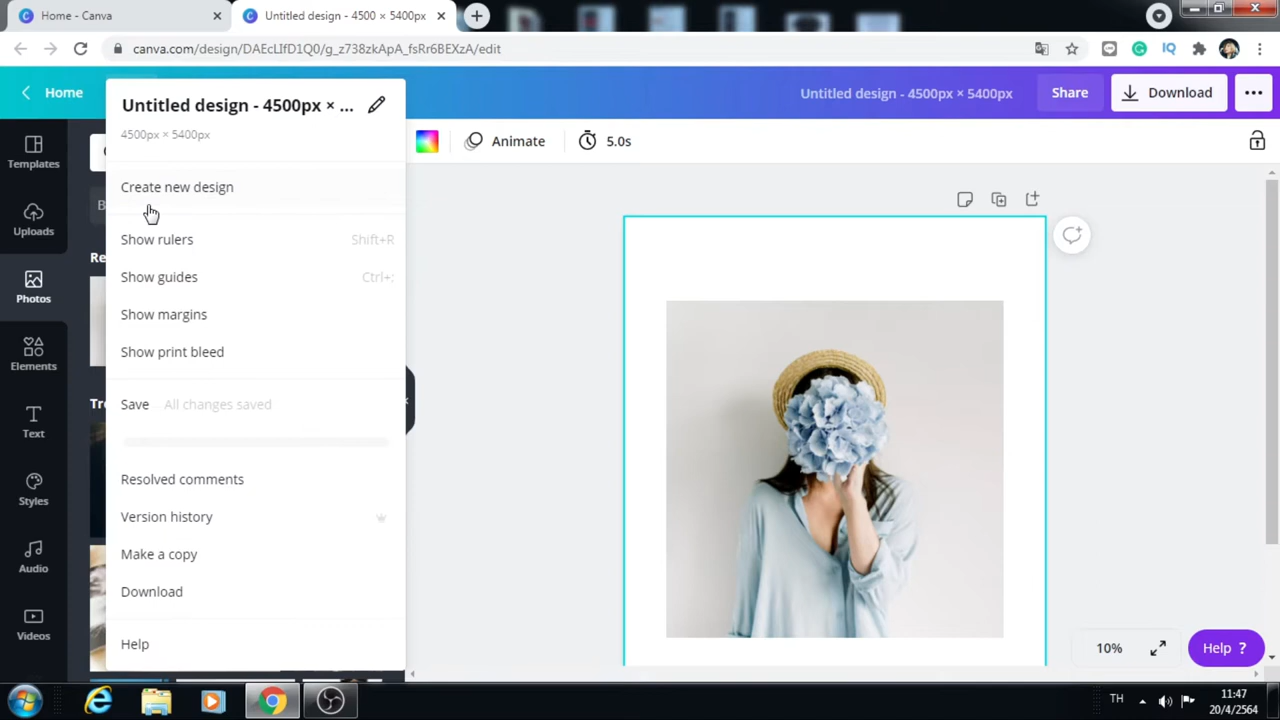 Home - Canva
Untitled design - 4500 × 5400px
canva.com/design/DAEcLIfD1Q0/g_z738zkApA_fsRr6BEXzA/edit
Home
Untitled design - 4500px × 5400px
Share
Download
Untitled design - 4500px × ...
4500px × 5400px
Animate
5.0s
Create new design
Show rulers Shift+R
Show guides Ctrl+;
Show margins
Show print bleed
Save All changes saved
Resolved comments
Version history
Make a copy
Download
Help
Templates
Uploads
Photos
Elements
Text
Styles
Audio
Videos
B
Re
Tre
10%
Help ?
TH
11:47
20/4/2564